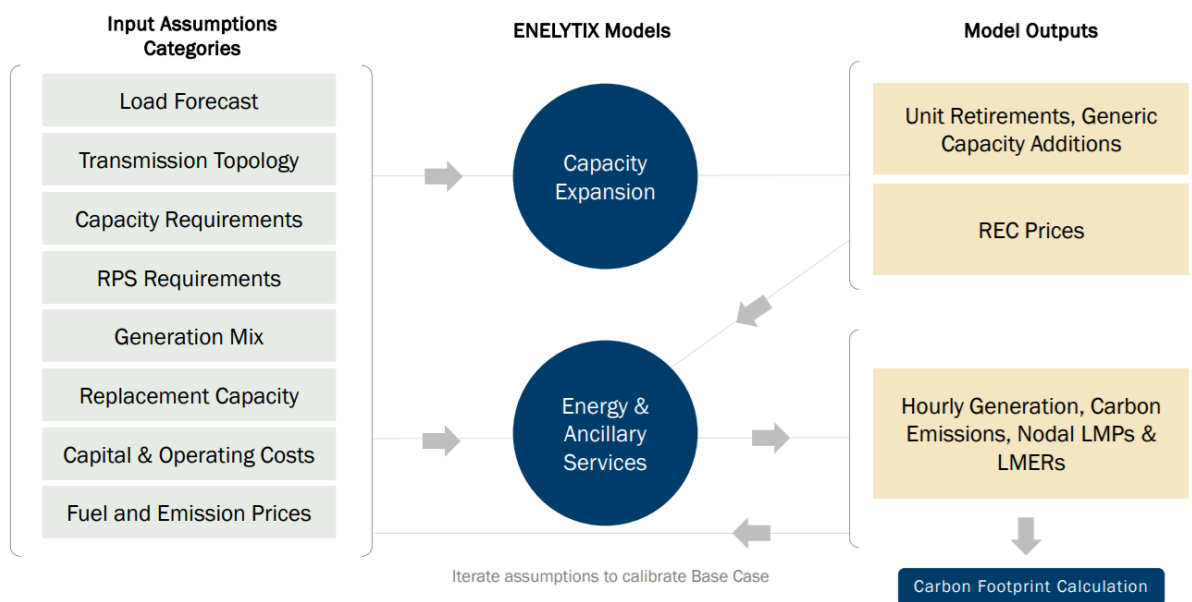 Input Assumptions
Categories
ENELYTIX Models
Model Outputs
Load Forecast
Transmission Topology
Capacity Requirements
RPS Requirements
Generation Mix
Replacement Capacity
Capital & Operating Costs
Fuel and Emission Prices
Capacity
Expansion
Energy &
Ancillary
Services
Unit Retirements, Generic
Capacity Additions
REC Prices
Hourly Generation, Carbon
Emissions, Nodal LMPs &
LMERs
Iterate assumptions to calibrate Base Case
Carbon Footprint Calculation